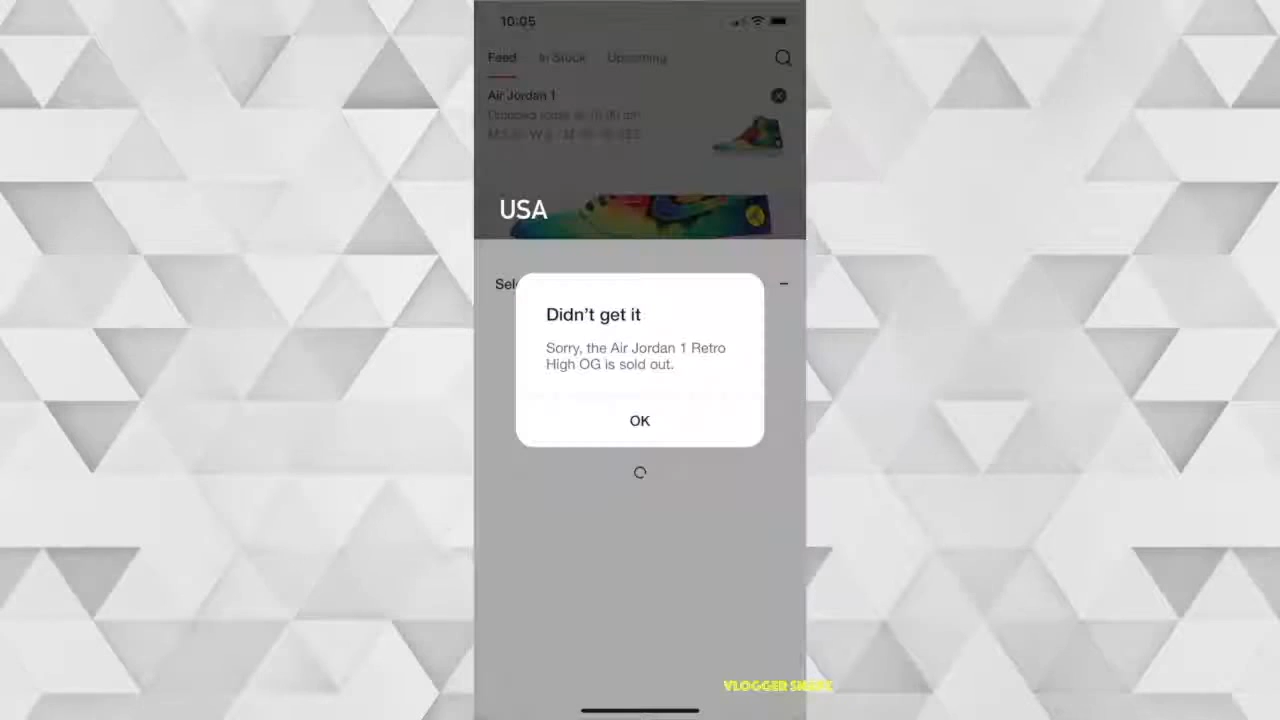 10:05
Feed In Stock Upcoming
Air Jordan 1
USA
Didn't get it
Sorry, the Air Jordan 1 Retro
High OG is sold out.
OK
VLOGGER